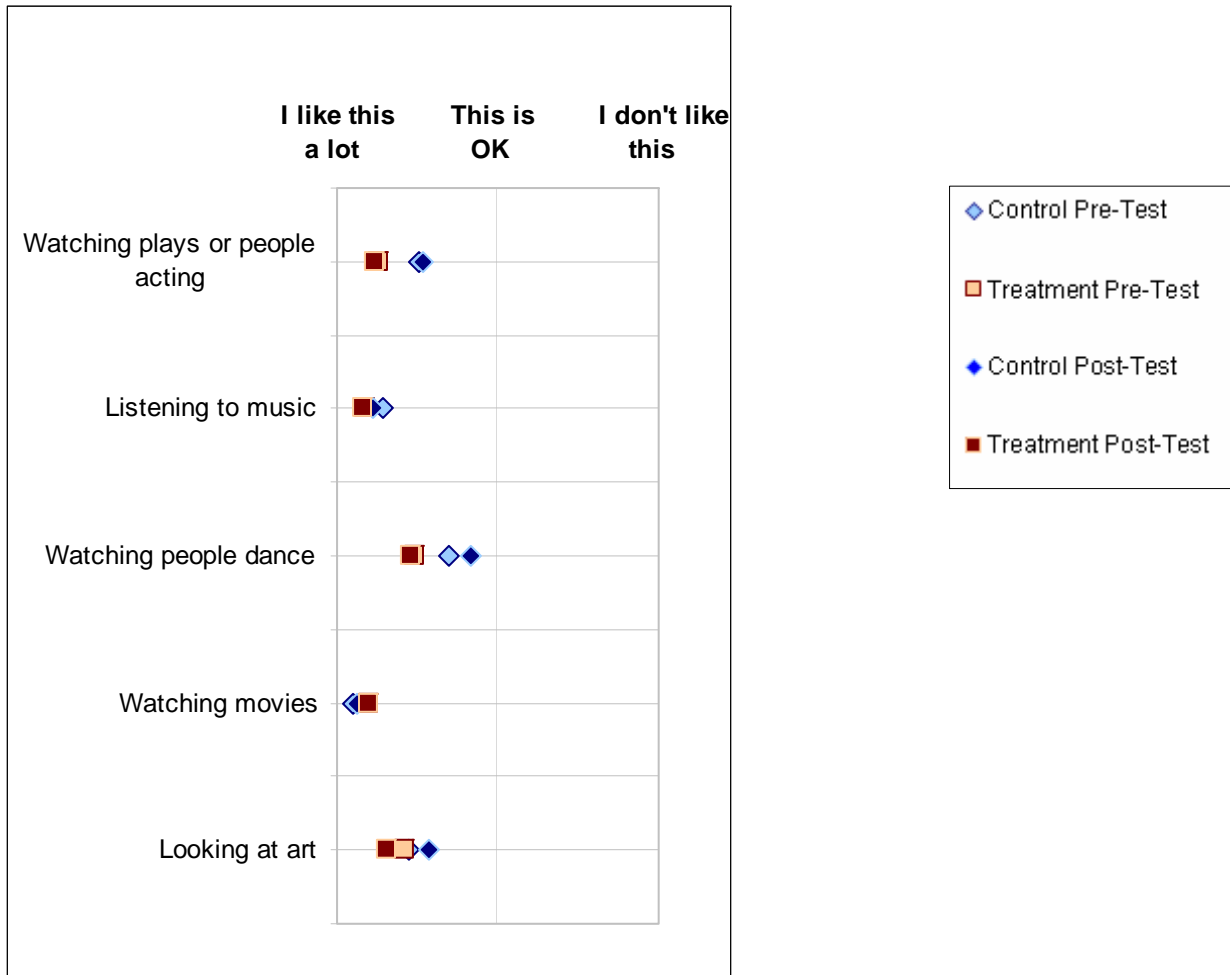 I like this
a lot
This is
OK
I don't like
this
Watching plays or people
acting
Listening to music
Watching people dance
Watching movies
Looking at art
Control Pre-Test
Treatment Pre-Test
Control Post-Test
Treatment Post-Test